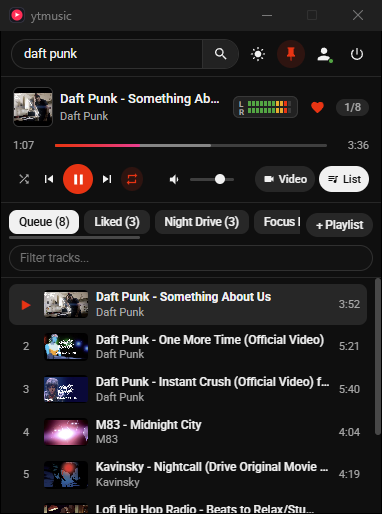 ytmusic
daft punk
Daft Punk - Something Ab...
Daft Punk
L
R
1/8
1:07
3:36
Video
List
Queue (8)
Liked (3)
Night Drive (3)
Focus
+ Playlist
Filter tracks...
Daft Punk - Something About Us
Daft Punk
3:52
2
Daft Punk - One More Time (Official Video)
Daft Punk
5:21
3
Daft Punk - Instant Crush (Official Video) f...
Daft Punk
5:40
4
M83 - Midnight City
M83
4:04
5
Kavinsky - Nightcall (Drive Original Movie ...
Kavinsky
4:19
Lofi Hip Hop Radio - Beats to Relax/Stu...